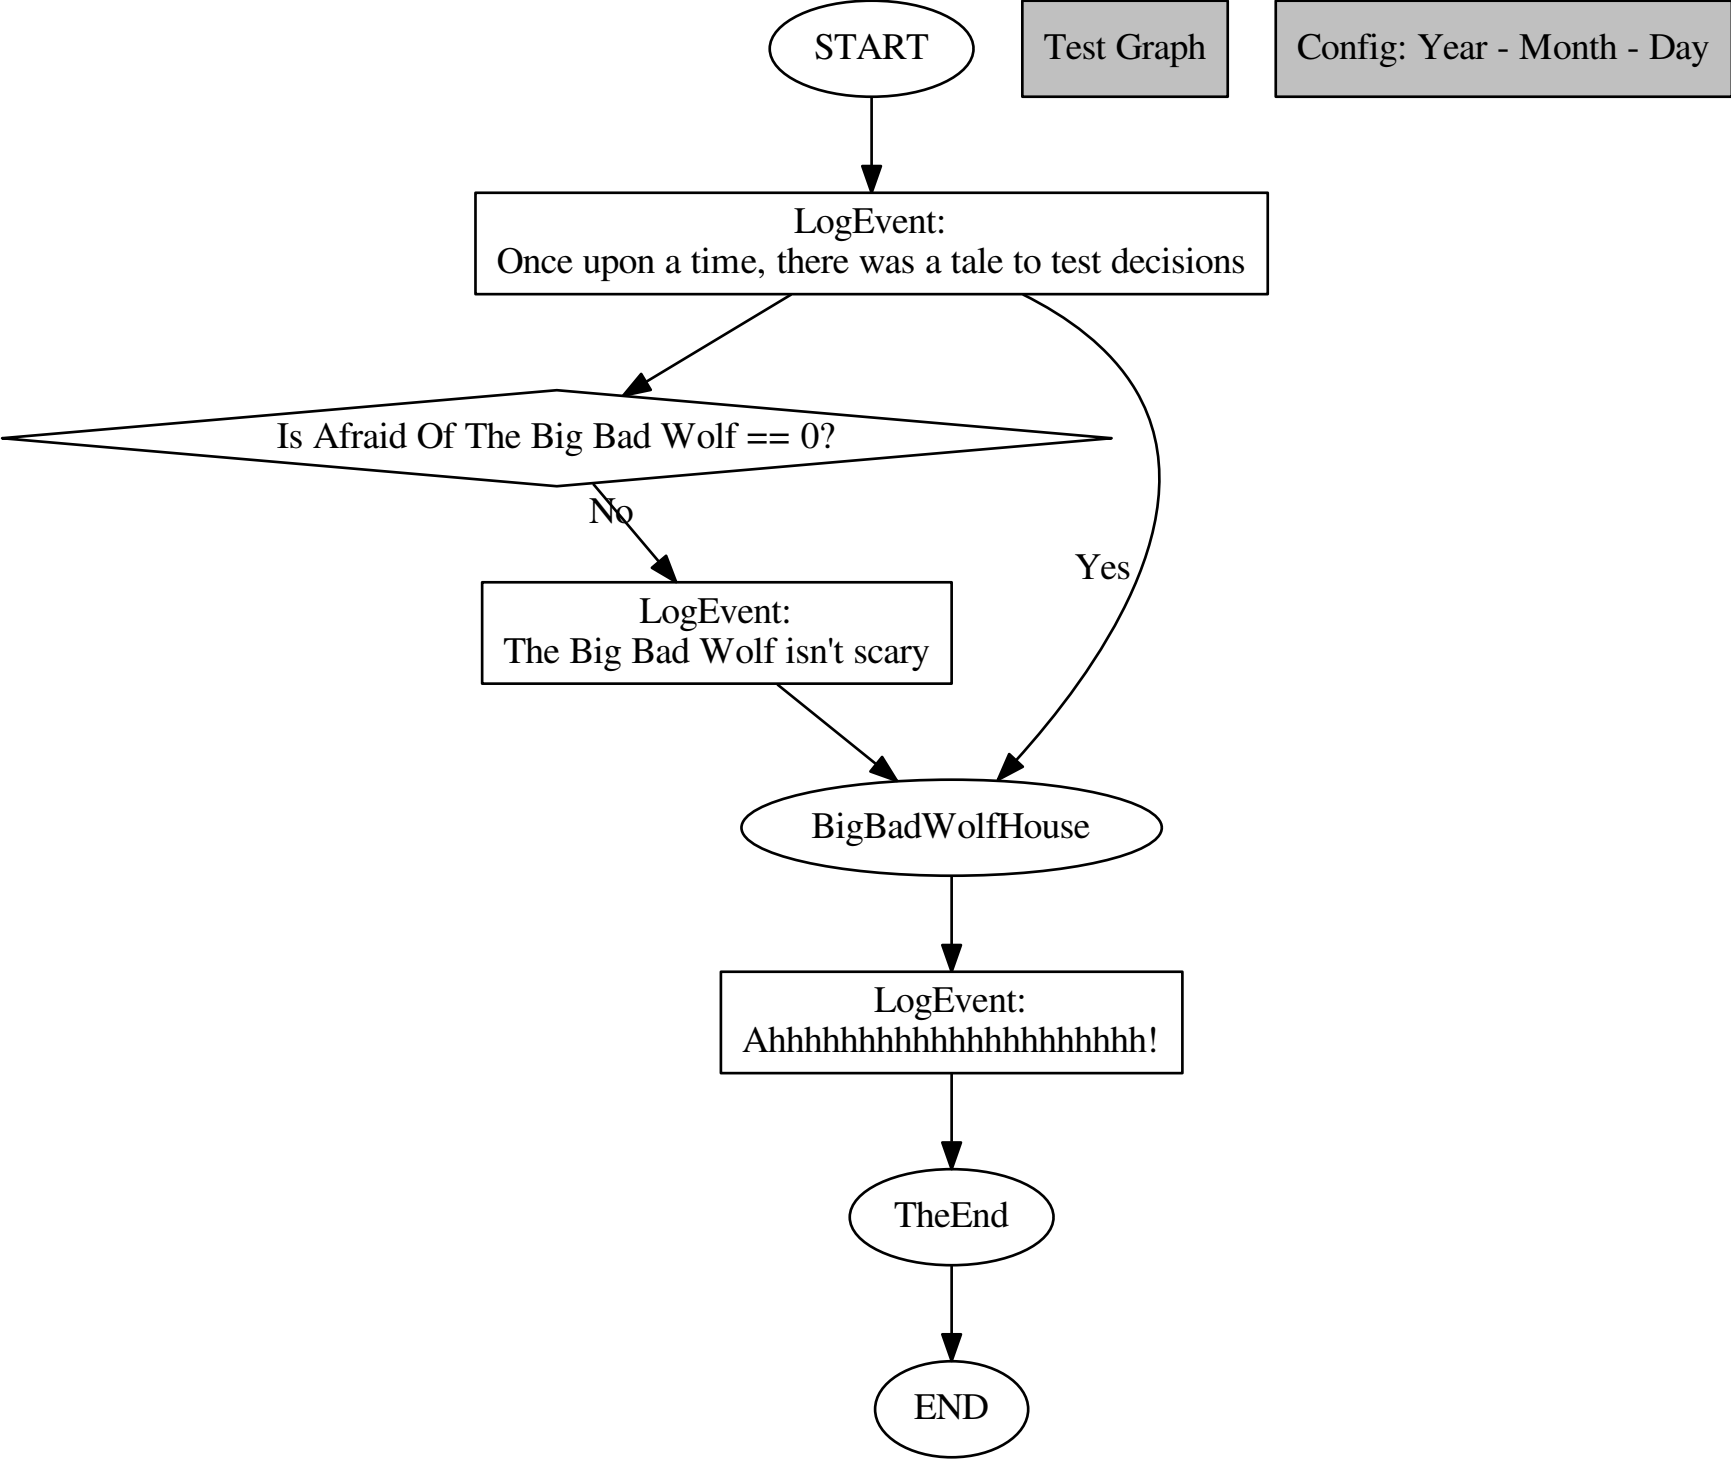 START
Test Graph
Config: Year - Month - Day
LogEvent:
Once upon a time, there was a tale to test decisions
Is Afraid Of The Big Bad Wolf == 0?
No
Yes
LogEvent:
The Big Bad Wolf isn't scary
BigBadWolfHouse
LogEvent:
Ahhhhhhhhhhhhhhhhhhhhh!
TheEnd
END